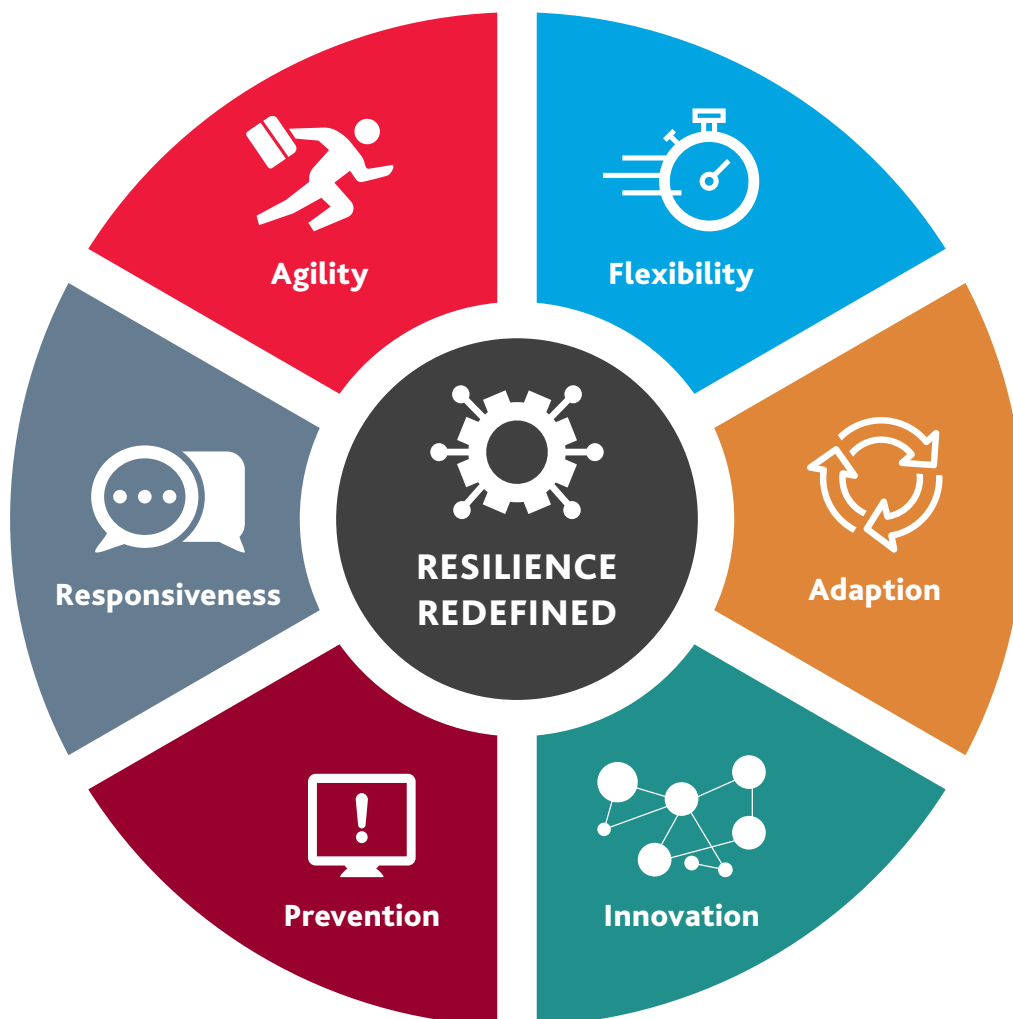 Agility
Flexibility
Responsiveness
RESILIENCE
REDEFINED
Adaption
Prevention
Innovation